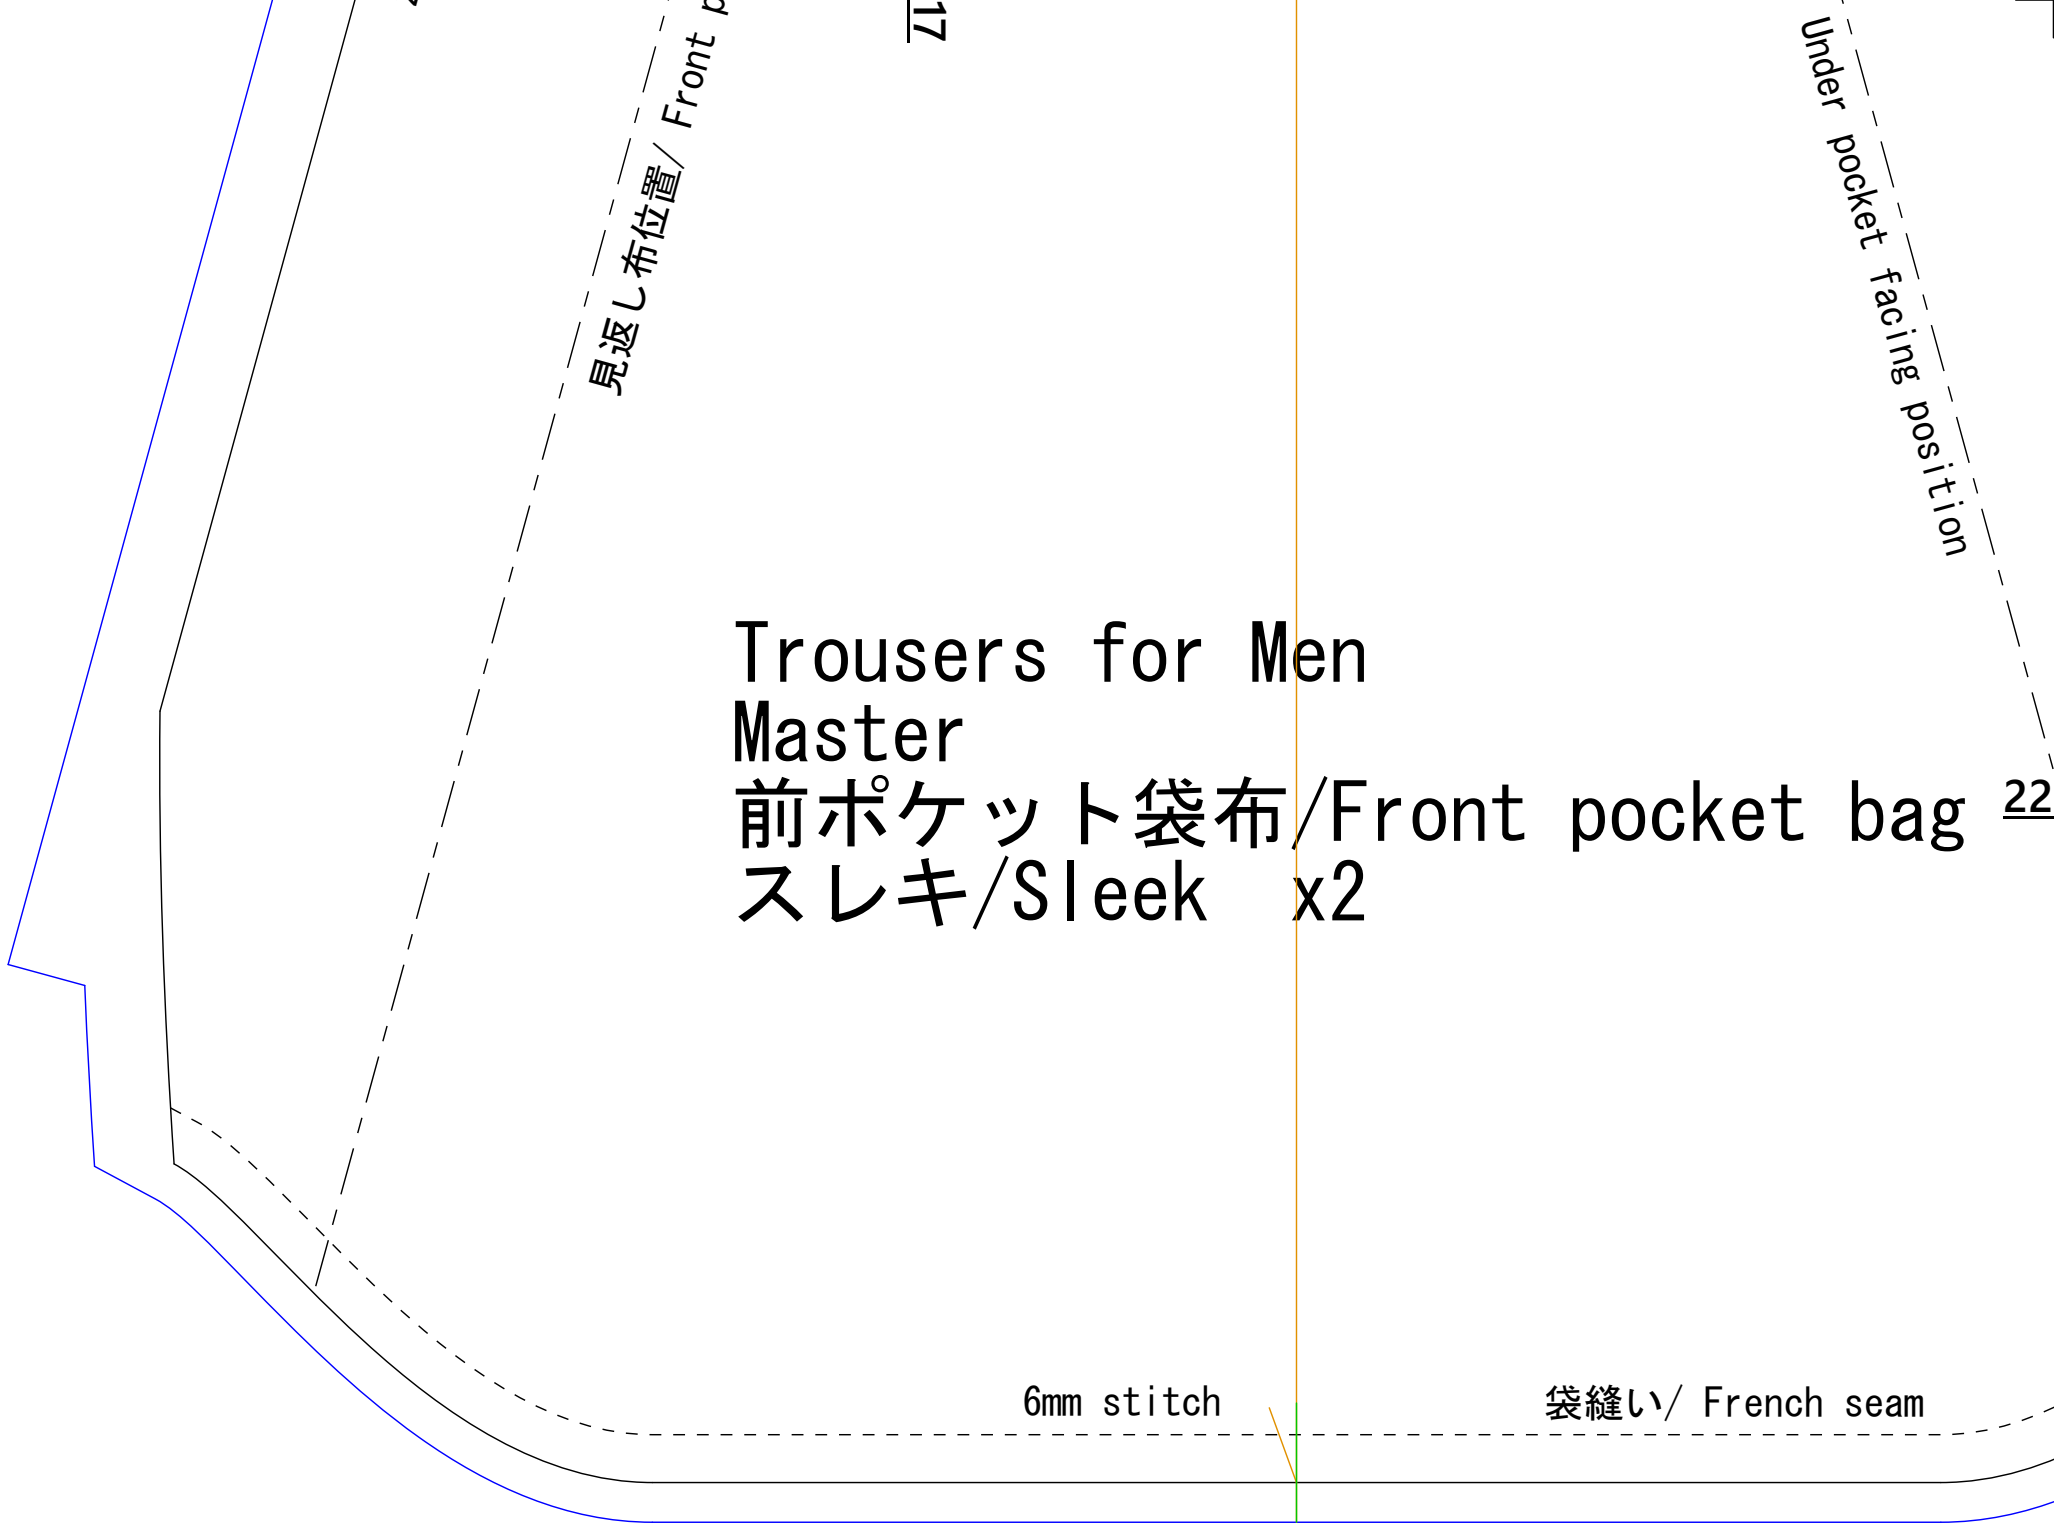 17
見返し布位置/ Front
Under pocket facing position
Trousers for Men
Master
前ポケット袋布/Front pocket bag
22
スレキ/Sleek x2
6mm stitch
袋縫い/ French seam